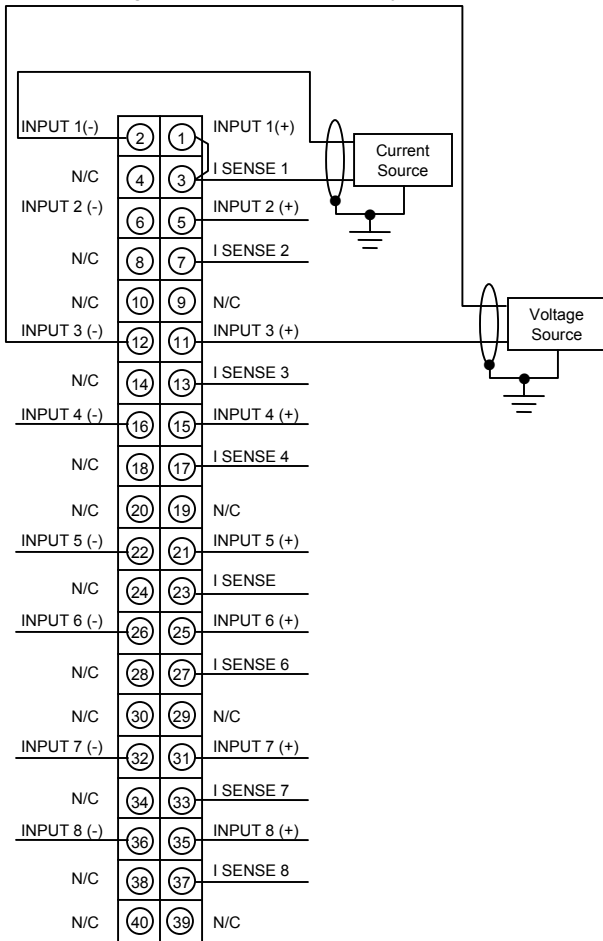 INPUT 1(-) 2 1 INPUT 1(+)
Current
Source
N/C 4 3 I SENSE 1
INPUT 2 (-) 6 5 INPUT 2 (+)
N/C 8 7 I SENSE 2
N/C 10 9 N/C
Voltage
Source
INPUT 3 (-) 12 11 INPUT 3 (+)
N/C 14 13 I SENSE 3
INPUT 4 (-) 16 15 INPUT 4 (+)
N/C 18 17 I SENSE 4
N/C 20 19 N/C
INPUT 5 (-) 22 21 INPUT 5 (+)
N/C 24 23 I SENSE
INPUT 6 (-) 26 25 INPUT 6 (+)
N/C 28 27 I SENSE 6
N/C 30 29 N/C
INPUT 7 (-) 32 31 INPUT 7 (+)
N/C 34 33 I SENSE 7
INPUT 8 (-) 36 35 INPUT 8 (+)
N/C 38 37 I SENSE 8
N/C 40 39 N/C